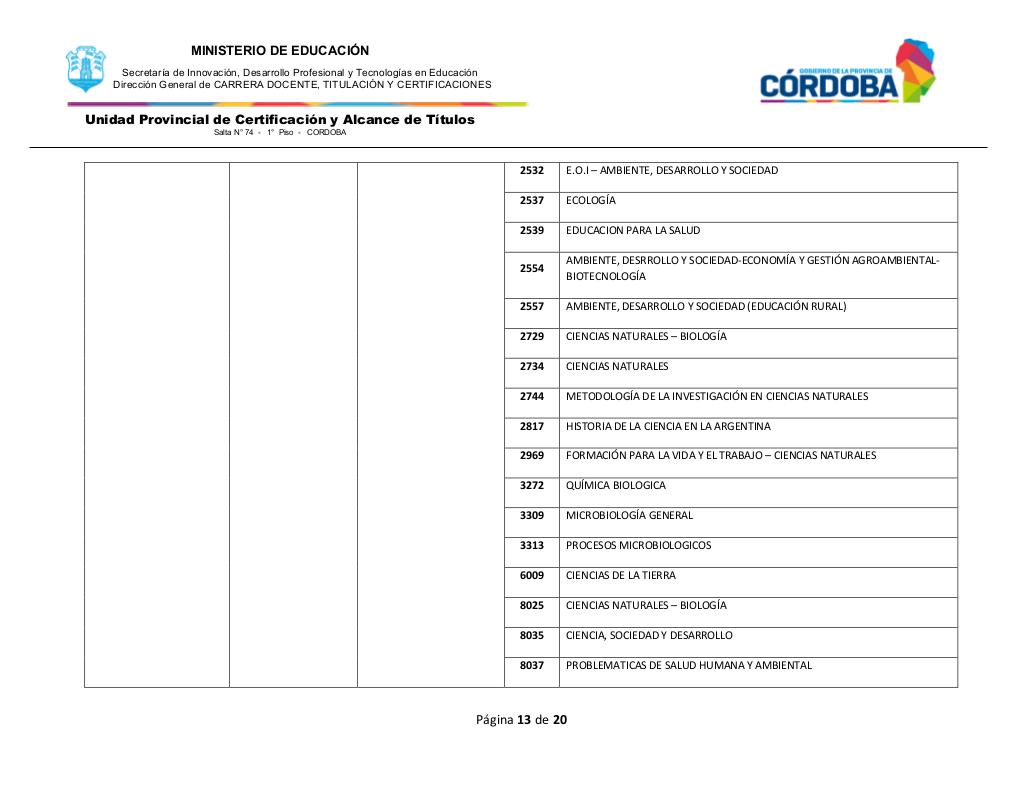 MINISTERIO DE EDUCACIÓN
Secretaría de Innovación, Desarrollo Profesional y Tecnologías en Educación
Dirección General de CARRERA DOCENTE, TITULACIÓN Y CERTIFICACIONES
GOBIERNO DE LA PROVINCIA DE
CÓRDOBA
Unidad Provincial de Certificación y Alcance de Títulos
Salta N° 74 - 1° Piso - CORDOBA
2532 E.O.I – AMBIENTE, DESARROLLO Y SOCIEDAD
2537 ECOLOGÍA
2539 EDUCACION PARA LA SALUD
2554 AMBIENTE, DESRROLLO Y SOCIEDAD-ECONOMÍA Y GESTIÓN AGROAMBIENTAL-
BIOTECNOLOGÍA
2557 AMBIENTE, DESARROLLO Y SOCIEDAD (EDUCACIÓN RURAL)
2729 CIENCIAS NATURALES – BIOLOGÍA
2734 CIENCIAS NATURALES
2744 METODOLOGÍA DE LA INVESTIGACIÓN EN CIENCIAS NATURALES
2817 HISTORIA DE LA CIENCIA EN LA ARGENTINA
2969 FORMACIÓN PARA LA VIDA Y EL TRABAJO – CIENCIAS NATURALES
3272 QUÍMICA BIOLOGICA
3309 MICROBIOLOGÍA GENERAL
3313 PROCESOS MICROBIOLOGICOS
6009 CIENCIAS DE LA TIERRA
8025 CIENCIAS NATURALES – BIOLOGÍA
8035 CIENCIA, SOCIEDAD Y DESARROLLO
8037 PROBLEMATICAS DE SALUD HUMANA Y AMBIENTAL
Página 13 de 20